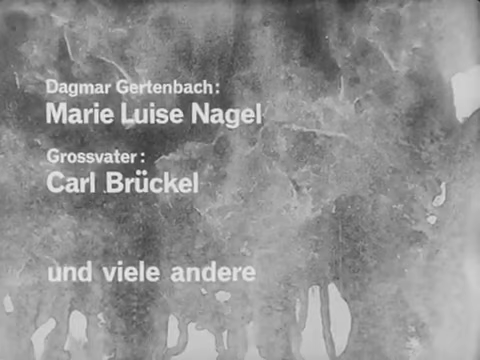 Dagmar Gertenbach:
Marie Luise Nagel
Grossvater:
Carl Brückel
und viele andere